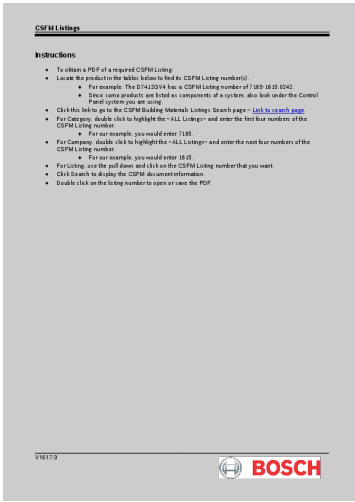 CSFM Listings
Instructions
• To obtain a PDF of a required CSFM Listing:
• Locate the product in the tables below to find its CSFM Listing number(s).
♦ For example: The D7412GV4 has a CSFM Listing number of 7165-1615:0242.
♦ Since some products are listed as components of a system, also look under the Control
Panel system you are using.
• Click this link to go to the CSFM Building Materials Listings Search page – Link to search page.
• For Category, double click to highlight the –ALL Listings– and enter the first four numbers of the
CSFM Listing number.
♦ For our example, you would enter 7165.
• For Company, double click to highlight the –ALL Listings– and enter the next four numbers of the
CSFM Listing number.
♦ For our example, you would enter 1615.
• For Listing, use the pull down and click on the CSFM Listing number that you want.
• Click Search to display the CSFM document information.
• Double click on the listing number to open or save the PDF.
V1617-3
BOSCH